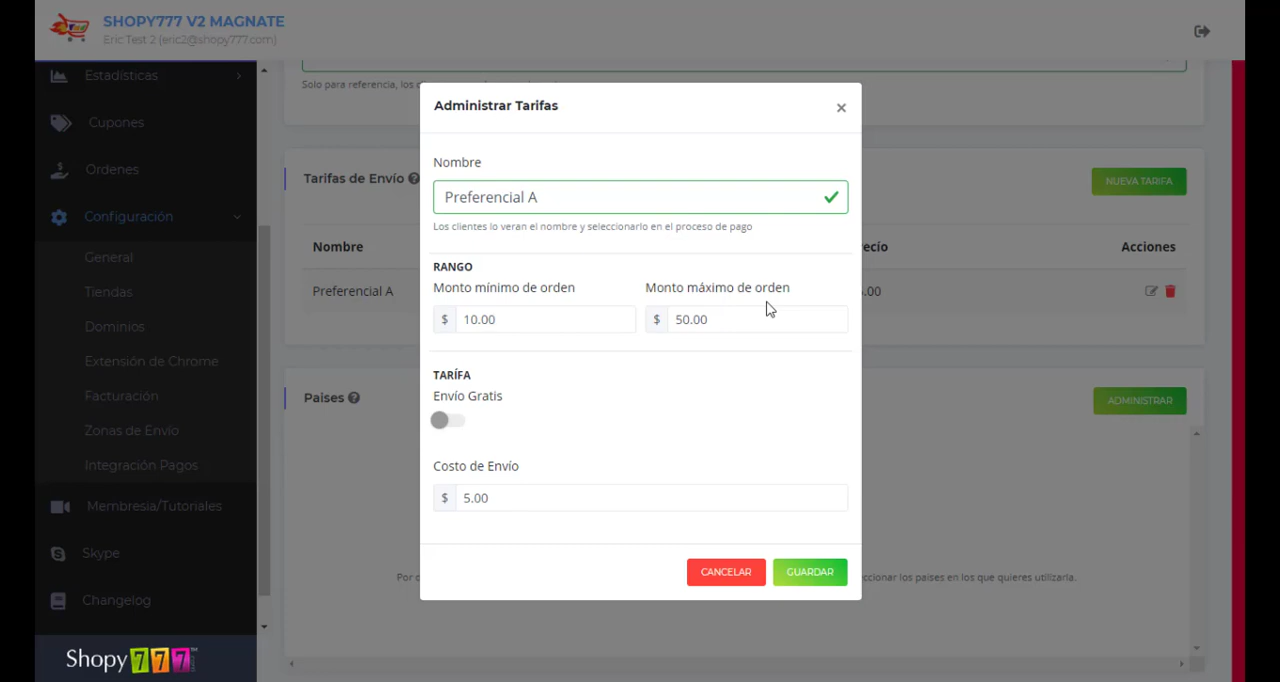 SHOPY777 V2 MAGNATE
Eric Test 2 (eric2@shopy777.com)
Estadísticas
Cupones
Ordenes
Configuración
General
Tiendas
Dominios
Extensión de Chrome
Facturación
Zonas de Envío
Integración Pagos
Membresia/Tutoriales
Skype
Changelog
Shopy777
Solo para referencia, los c
Tarifas de Envío
NUEVA TARIFA
Nombre
recío
Acciones
Preferencial A
.00
Paises
ADMINISTRAR
Por
ccionar los paises en los que quieres utilizarla.
Administrar Tarifas
×
Nombre
Preferencial A
Los clientes lo veran el nombre y seleccionarlo en el proceso de pago
RANGO
Monto mínimo de orden
Monto máximo de orden
$ 10.00
$ 50.00
TARÍFA
Envío Gratis
Costo de Envío
$ 5.00
CANCELAR
GUARDAR